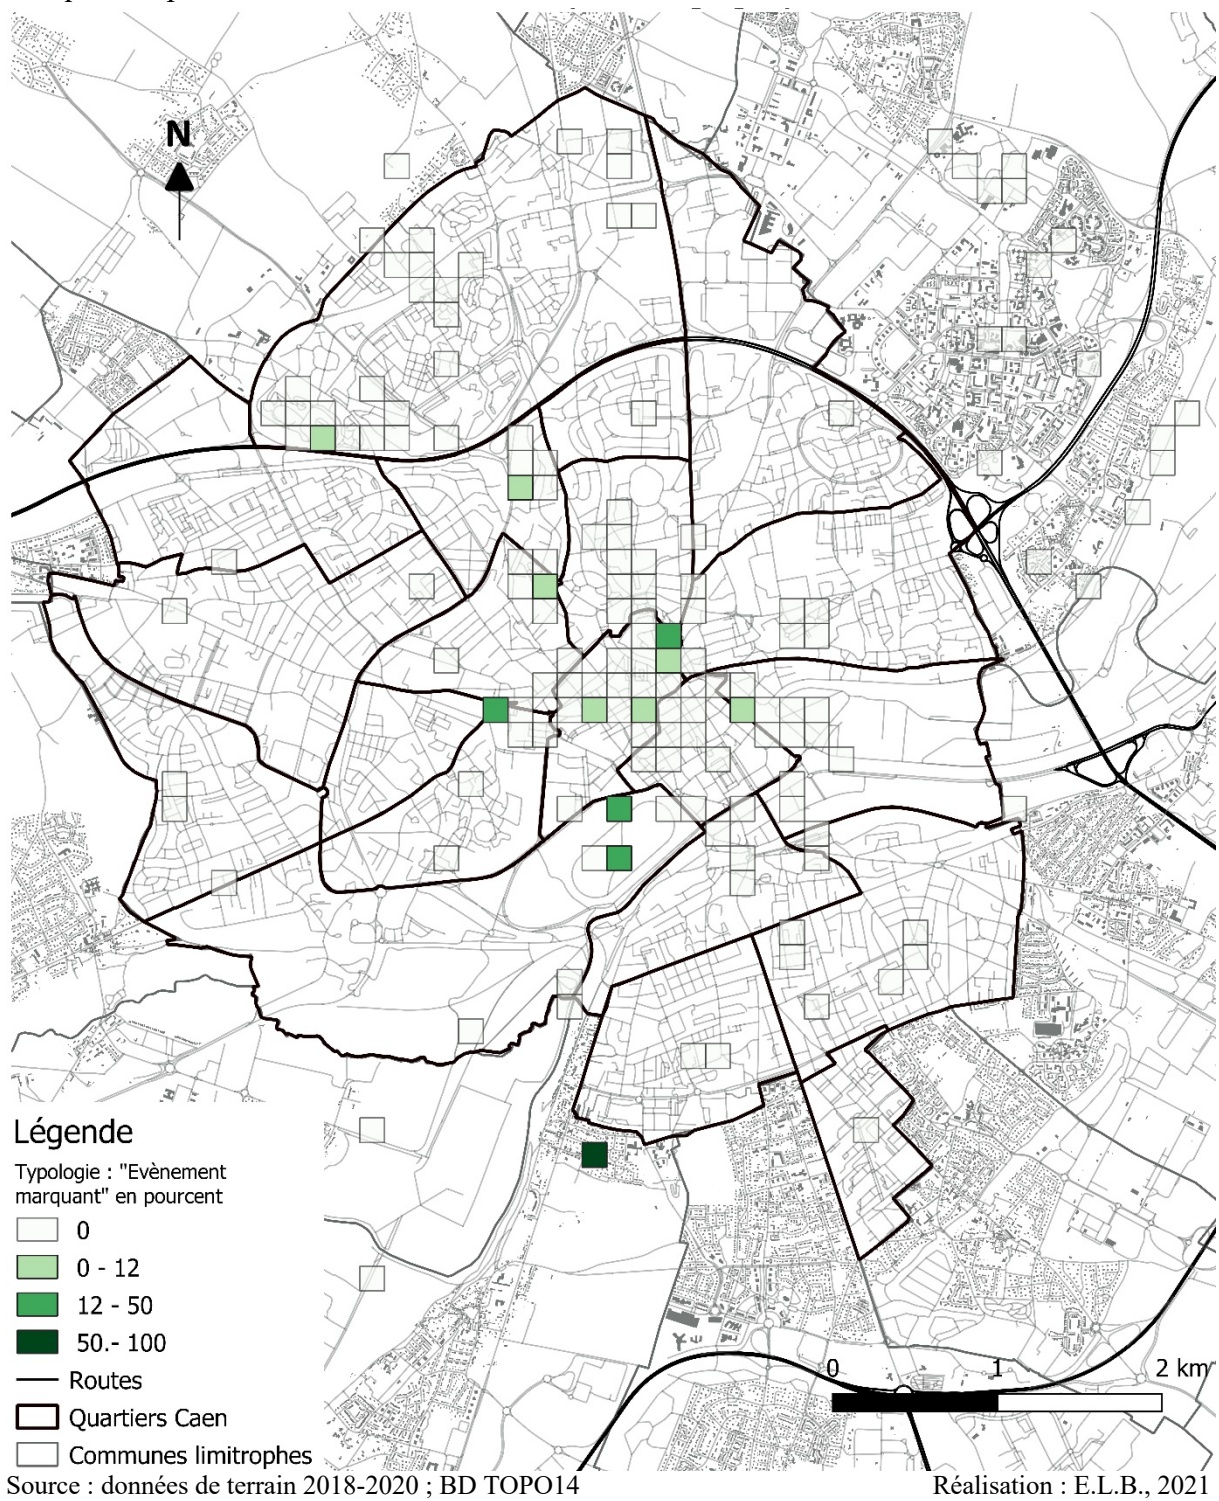 N
Légende
Typologie : "Evènement
marquant" en pourcent
0
0 - 12
12 - 50
50.- 100
Routes
Quartiers Caen
Communes limitrophes
0 1 2 km
Source : données de terrain 2018-2020 ; BD TOPO14 Réalisation : E.L.B., 2021